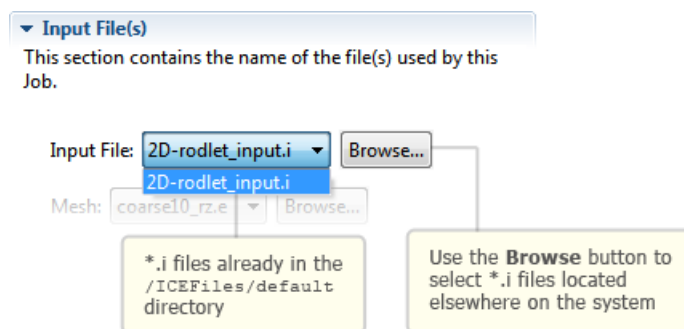 Input File(s)
This section contains the name of the file(s) used by this
Job.
Input File: 2D-rodlet_input.i Browse...
2D-rodlet_input.i
Mesh: coarse10_rz.e Browse...
*.i files already in the
/ICEFiles/default
directory
Use the Browse button to
select *.i files located
elsewhere on the system